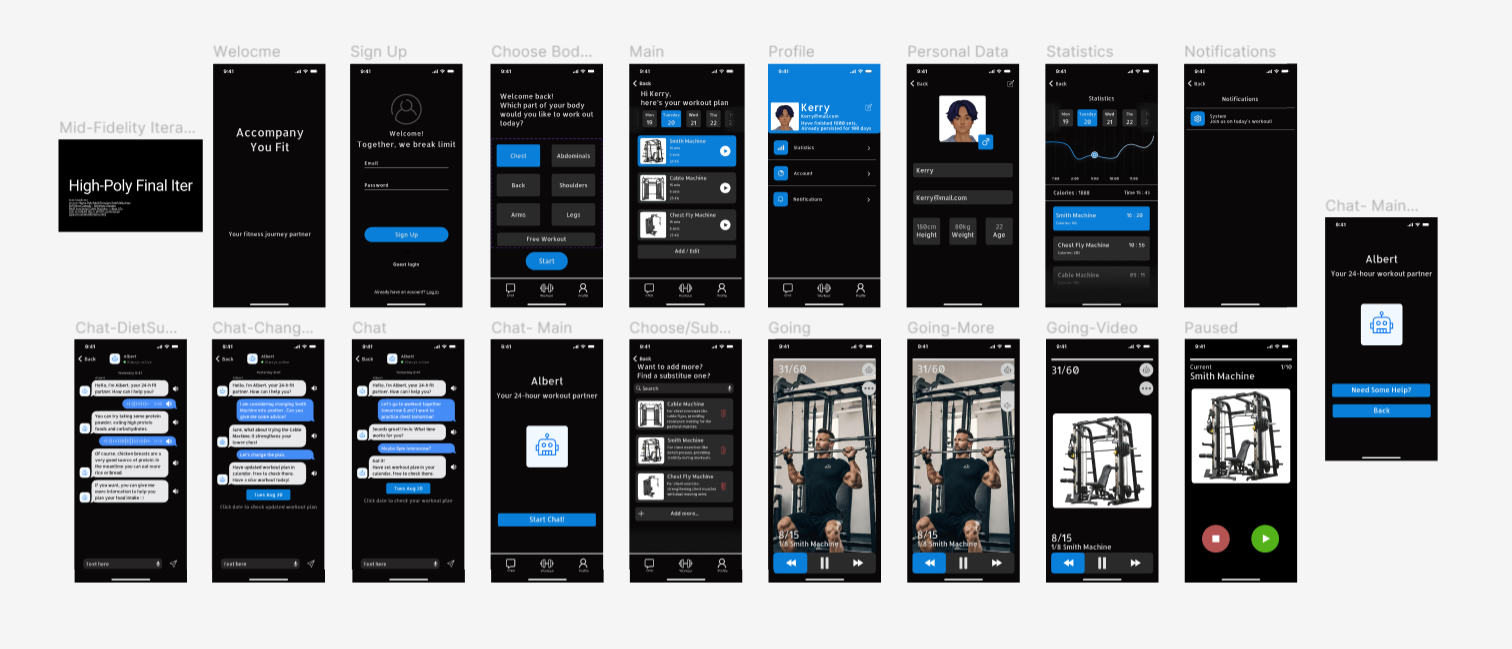 Mid-Fidelity Itera...
High-Poly Final Iter
Welocme
9:41
Accompany
You Fit
Your fitness journey partner
Sign Up
9:41
Welcome!
Together, we break limit
Email
Password
Sign Up
Guest login
Already have an account? Log in
Choose Bod...
9:41
Welcome back!
Which part of your body
would you like to work out
today?
Chest
Abdominals
Back
Shoulders
Arms
Legs
Free Workout
Start
Chat
Workout
Profile
Main
9:41
Back
Hi Kerry,
here's your workout plan
Mon
19
Tuesday
20
Wed
21
Thu
22
Smith Machine
Cable Machine
Chest Fly Machine
Add / Edit
Chat
Workout
Profile
Profile
9:41
Kerry
Kerry@mail.com
Have finished 1000 sets.
Already persisted for 100 days
Statistics
Account
Notifications
Chat
Workout
Profile
Personal Data
9:41
Back
Kerry
Kerry@mail.com
180cm
Height
80kg
Weight
22
Age
Statistics
9:41
Back
Statistics
Mon
19
Tuesday
20
Wed
21
Thu
22
Smith Machine
16 : 20
Chest Fly Machine
10 : 56
Cable Machine
Notifications
9:41
Back
Notifications
System
Join us on today's workout!
Chat- Main...
9:41
Albert
Your 24-hour workout partner
Need Some Help?
Back
Chat-DietSu...
9:41
Back
Albert
Always active
Yesterday 9:41
Hello, I'm Albert, your 24-h fit
partner. How can I help you?
You can try taking some protein
powder, eating high protein
foods and carbohydrates.
Of course, chicken breasts are a
very good source of protein. In
the meantime you can eat more
rice or bread.
If you want, you can give me
more information to help you
plan your food intake :)
Text here
Chat-Chang...
9:41
Back
Albert
Always active
Yesterday 9:41
Hello, I'm Albert, your 24-h fit
partner. How can I help you?
I am considering changing Smith
Machine into another. Can you
give me some advice?
Sure, what about trying the Cable
Machine, it strengthens your
lower chest
Let's change the plan
Have updated workout plan in
calendar, free to check there.
Have a nice workout today!
Tues Aug 20
Click date to check updated workout plan
Text here
Chat
9:41
Back
Albert
Always active
Yesterday 9:41
Hello, I'm Albert, your 24-h fit
partner. How can I help you?
Let's go to workout together
tomorrow & and I want to
practice chest tomorrow
Sounds great! I'm in. What time
works for you?
Maybe 8pm tomorrow?
Got it!
Have set workout plan in your
calendar, free to check there.
Tues Aug 20
Click date to check your workout plan
Text here
Chat- Main
9:41
Albert
Your 24-hour workout partner
Start Chat!
Chat
Workout
Profile
Choose/Sub...
9:41
Back
Want to add more?
Find a substitue one?
Search
Cable Machine
Smith Machine
Chest Fly Machine
Add more...
Chat
Workout
Profile
Going
9:41
31/60
8/15
1/8 Smith Machine
Going-More
9:41
31/60
8/15
1/8 Smith Machine
Going-Video
9:41
31/60
8/15
1/8 Smith Machine
Paused
9:41
Current
1/10
Smith Machine